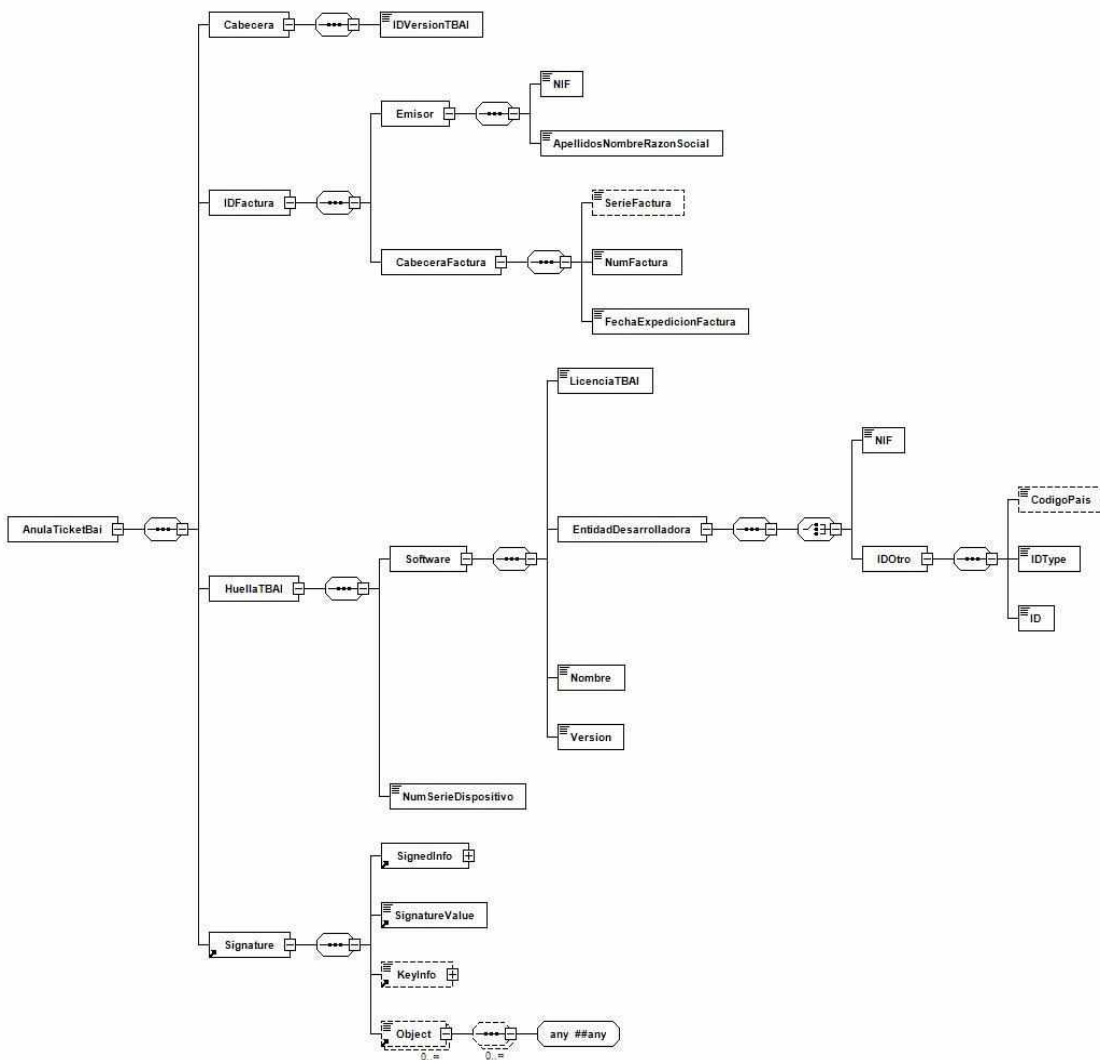 Cabecera
IDVersionTBAI
NIF
Emisor
ApellidosNombreRazonSocial
IDFactura
SerieFactura
CabeceraFactura
NumFactura
FechaExpedicionFactura
LicenciaTBAI
NIF
CodigoPais
AnulaTicketBai
EntidadDesarrolladora
Software
IDOtro
IDType
HuellaTBAI
ID
Nombre
Version
NumSerieDispositivo
SignedInfo
SignatureValue
Signature
KeyInfo
Object
any ##any
0..∞
0..∞